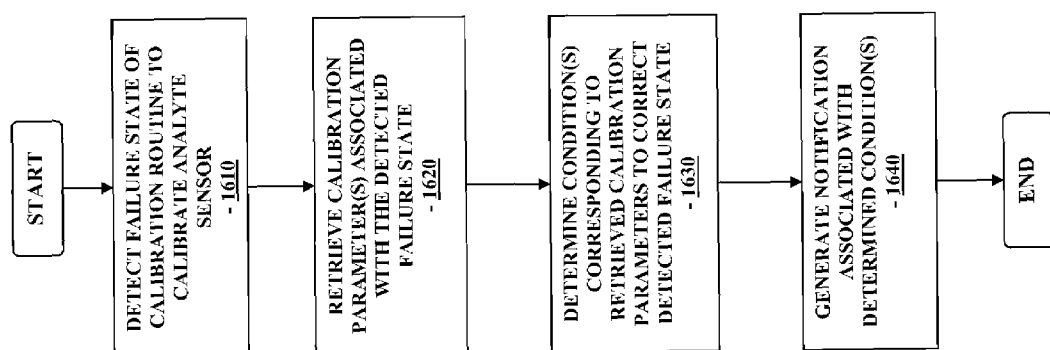 START
DETECT FAILURE STATE OF
CALIBRATION ROUTINE TO
CALIBRATE ANALYTE
SENSOR
- 1610
RETRIEVE CALIBRATION
PARAMETER(S) ASSOCIATED
WITH THE DETECTED
FAILURE STATE
- 1620
DETERMINE CONDITION(S)
CORRESPONDING TO
RETRIEVED CALIBRATION
PARAMETERS TO CORRECT
DETECTED FAILURE STATE
- 1630
GENERATE NOTIFICATION
ASSOCIATED WITH
DETERMINED CONDITION(S)
- 1640
END